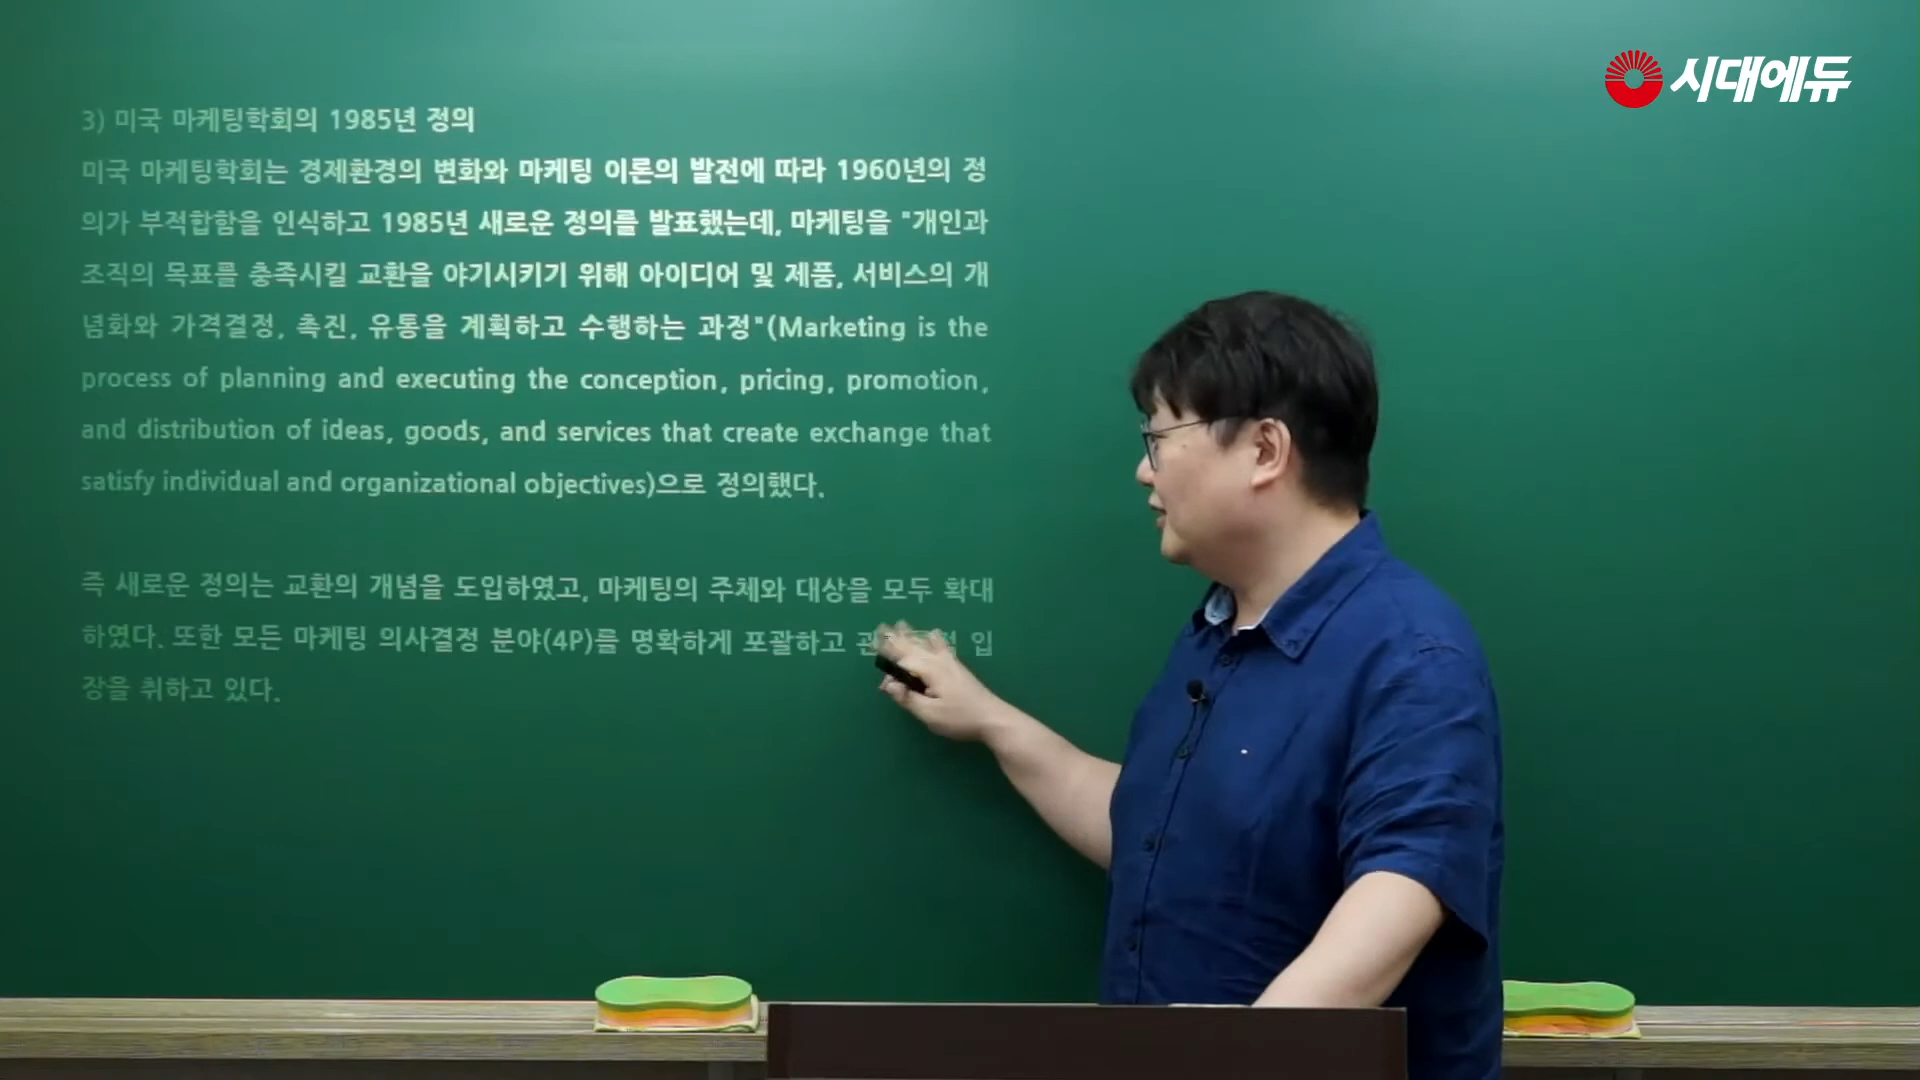 시대에듀
3) 미국 마케팅학회의 1985년 정의
미국 마케팅학회는 경제환경의 변화와 마케팅 이론의 발전에 따라 1960년의 정
의가 부적합함을 인식하고 1985년 새로운 정의를 발표했는데, 마케팅을 "개인과
조직의 목표를 충족시킬 교환을 야기시키기 위해 아이디어 및 제품, 서비스의 개
념화와 가격결정, 촉진, 유통을 계획하고 수행하는 과정"(Marketing is the
process of planning and executing the conception, pricing, promotion,
and distribution of ideas, goods, and services that create exchange that
satisfy individual and organizational objectives)으로 정의했다.
즉 새로운 정의는 교환의 개념을 도입하였고, 마케팅의 주체와 대상을 모두 확대
하였다. 또한 모든 마케팅 의사결정 분야(4P)를 명확하게 포괄하고 입
장을 취하고 있다.